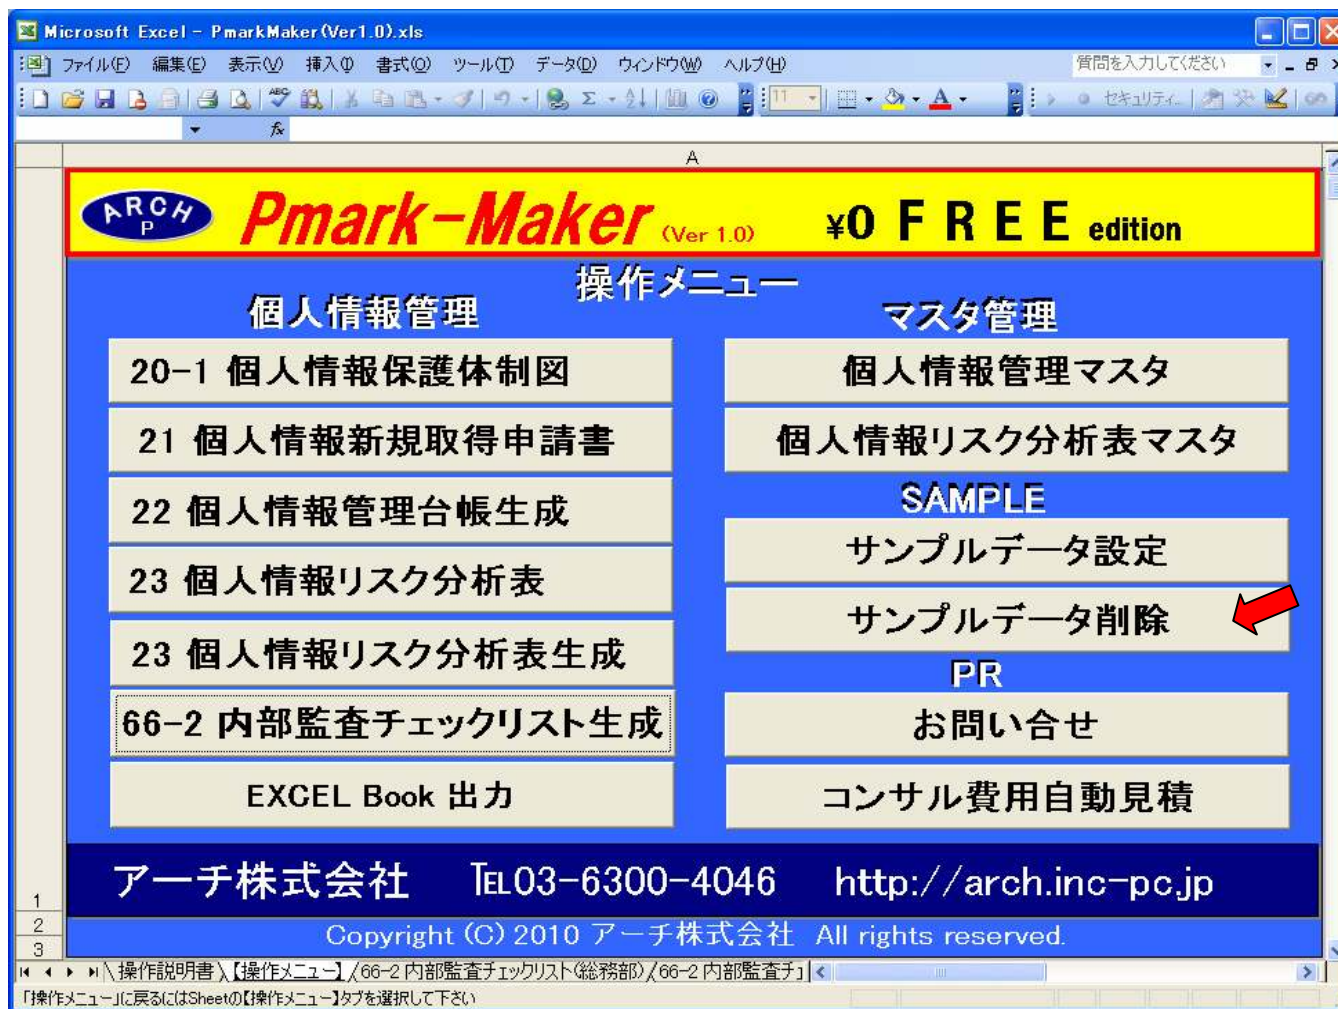 Microsoft Excel - PmarkMaker(Ver1.0).xls
ファイル(F) 編集(E) 表示(V) 挿入(I) 書式(O) ツール(T) データ(D) ウィンドウ(W) ヘルプ(H) 質問を入力してください
11 セキュリティ...
fx
A
ARCH P Pmark-Maker (Ver 1.0) ¥0 FREE edition
操作メニュー
個人情報管理 マスタ管理
20-1 個人情報保護体制図 個人情報管理マスタ
21 個人情報新規取得申請書 個人情報リスク分析表マスタ
SAMPLE
22 個人情報管理台帳生成 サンプルデータ設定
23 個人情報リスク分析表 サンプルデータ削除
23 個人情報リスク分析表生成
PR
66-2 内部監査チェックリスト生成 お問い合せ
EXCEL Book 出力 コンサル費用自動見積
アーチ株式会社 TEL03-6300-4046 http://arch.inc-pc.jp
1
2
Copyright (C) 2010 アーチ株式会社 All rights reserved.
3
操作説明書 【操作メニュー】 66-2 内部監査チェックリスト(総務部) 66-2 内部監査チェ
「操作メニュー」に戻るにはSheetの【操作メニュー】タブを選択して下さい